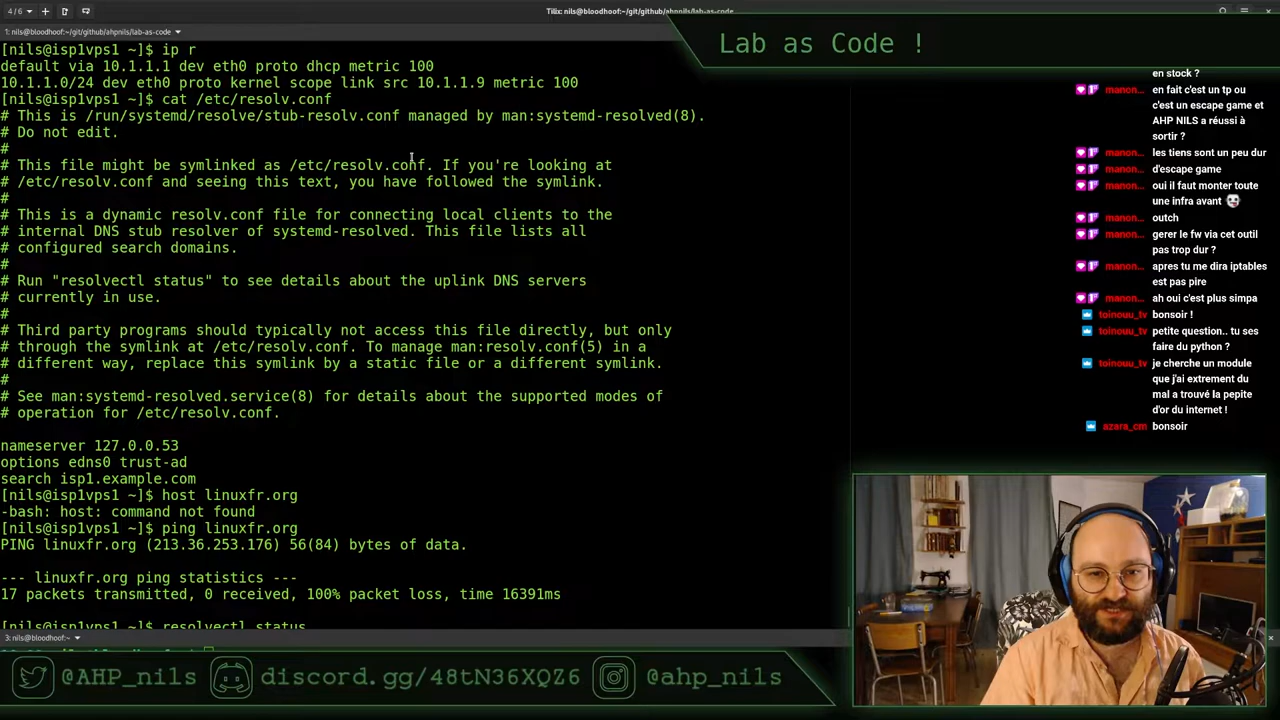 4 / 6
Tilix: nils@bloodhoof:~/git/github/ahpnils/lab-as-code
1: nils@bloodhoof:~/git/github/ahpnils/lab-as-code
[nils@isp1vps1 ~]$ ip r
default via 10.1.1.1 dev eth0 proto dhcp metric 100
10.1.1.0/24 dev eth0 proto kernel scope link src 10.1.1.9 metric 100
[nils@isp1vps1 ~]$ cat /etc/resolv.conf
# This is /run/systemd/resolve/stub-resolv.conf managed by man:systemd-resolved(8).
# Do not edit.
#
# This file might be symlinked as /etc/resolv.conf. If you're looking at
# /etc/resolv.conf and seeing this text, you have followed the symlink.
#
# This is a dynamic resolv.conf file for connecting local clients to the
# internal DNS stub resolver of systemd-resolved. This file lists all
# configured search domains.
#
# Run "resolvectl status" to see details about the uplink DNS servers
# currently in use.
#
# Third party programs should typically not access this file directly, but only
# through the symlink at /etc/resolv.conf. To manage man:resolv.conf(5) in a
# different way, replace this symlink by a static file or a different symlink.
#
# See man:systemd-resolved.service(8) for details about the supported modes of
# operation for /etc/resolv.conf.
nameserver 127.0.0.53
options edns0 trust-ad
search isp1.example.com
[nils@isp1vps1 ~]$ host linuxfr.org
-bash: host: command not found
[nils@isp1vps1 ~]$ ping linuxfr.org
PING linuxfr.org (213.36.253.176) 56(84) bytes of data.
--- linuxfr.org ping statistics ---
17 packets transmitted, 0 received, 100% packet loss, time 16391ms
[nils@isp1vps1 ~]$ resolvectl status
3: nils@bloodhoof:~
Lab as Code !
en stock ?
manon... en fait c'est un tp ou
c'est un escape game et
AHP NILS a réussi à
sortir ?
manon... les tiens sont un peu dur
manon... d'escape game
manon... oui il faut monter toute
une infra avant
manon... outch
manon... gerer le fw via cet outil
pas trop dur ?
manon... apres tu me dira iptables
est pas pire
manon... ah oui c'est plus simpa
toinouu_tv bonsoir !
toinouu_tv petite question.. tu ses
faire du python ?
toinouu_tv je cherche un module
que j'ai extrement du
mal a trouvé la pepite
d'or du internet !
azara_cm bonsoir
@AHP_nils
discord.gg/48tN36XQZ6
@ahp_nils